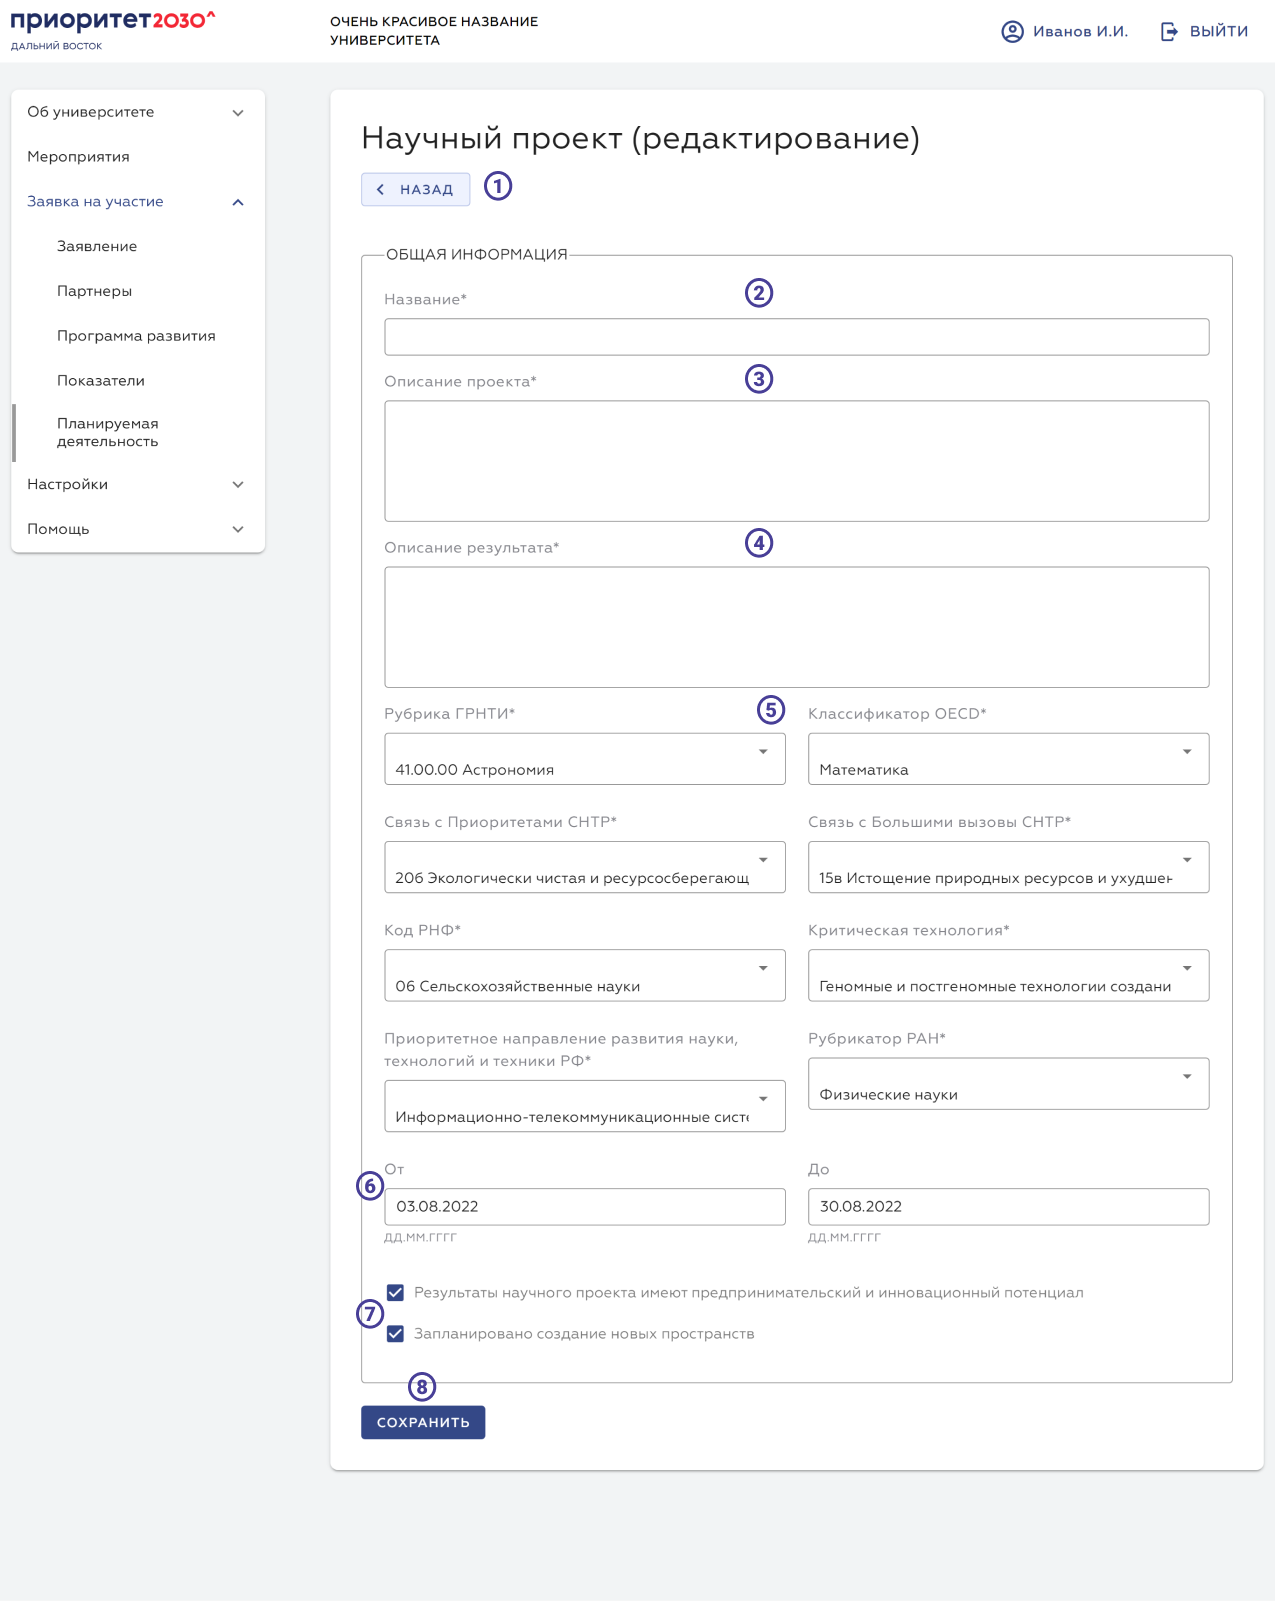 приоритет2030^
ДАЛЬНИЙ ВОСТОК
ОЧЕНЬ КРАСИВОЕ НАЗВАНИЕ
УНИВЕРСИТЕТА
Иванов И.И.
ВЫЙТИ
Об университете
Мероприятия
Заявка на участие
Заявление
Партнеры
Программа развития
Показатели
Планируемая
деятельность
Настройки
Помощь
Научный проект (редактирование)
НАЗАД
1
ОБЩАЯ ИНФОРМАЦИЯ
Название*
2
Описание проекта*
3
Описание результата*
4
Рубрика ГРНТИ*
5
Классификатор OECD*
41.00.00 Астрономия
Математика
Связь с Приоритетами СНТР*
Связь с Большими вызовы СНТР*
20б Экологически чистая и ресурсосберегающ
15в Истощение природных ресурсов и ухудшен
Код РНФ*
Критическая технология*
06 Сельскохозяйственные науки
Геномные и постгеномные технологии создани
Приоритетное направление развития науки,
технологий и техники РФ*
Рубрикатор РАН*
Информационно-телекоммуникационные систе
Физические науки
От
До
6
03.08.2022
30.08.2022
ДД.ММ.ГГГГ
ДД.ММ.ГГГГ
Результаты научного проекта имеют предпринимательский и инновационный потенциал
7
Запланировано создание новых пространств
8
СОХРАНИТЬ